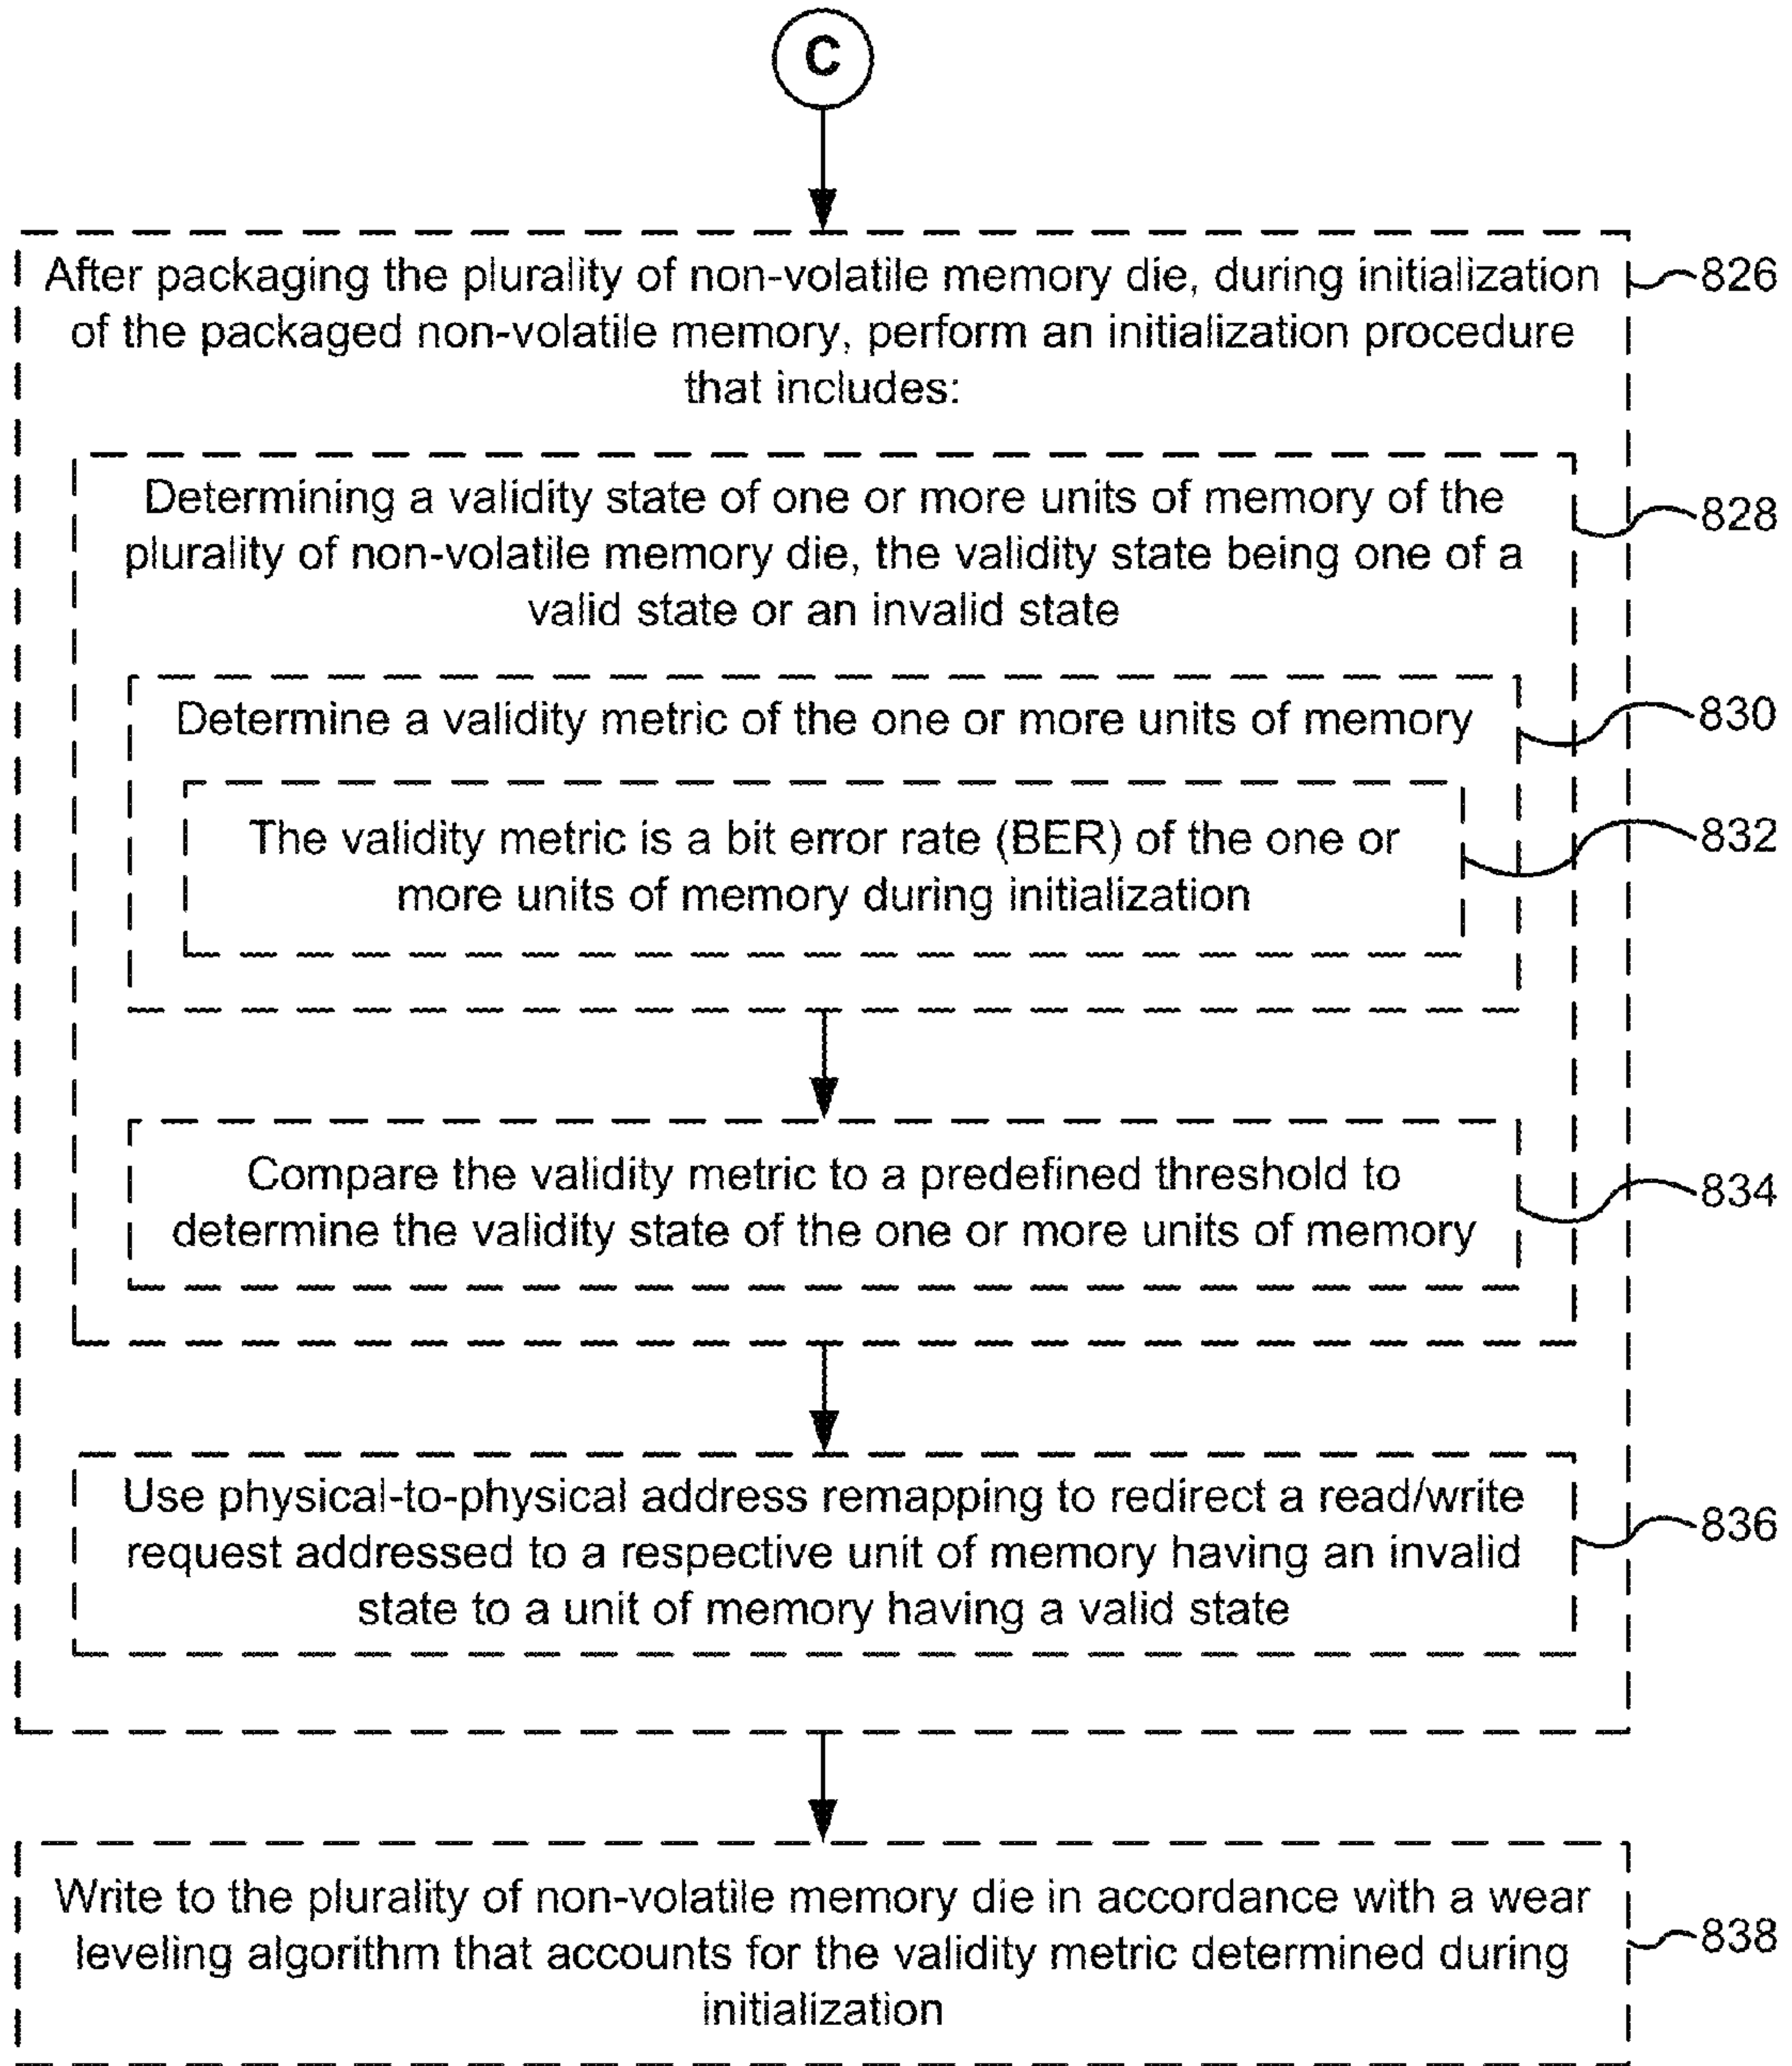 C
After packaging the plurality of non-volatile memory die, during initialization
of the packaged non-volatile memory, perform an initialization procedure
that includes:
826
Determining a validity state of one or more units of memory of the
plurality of non-volatile memory die, the validity state being one of a
valid state or an invalid state
828
Determine a validity metric of the one or more units of memory
830
The validity metric is a bit error rate (BER) of the one or
more units of memory during initialization
832
Compare the validity metric to a predefined threshold to
determine the validity state of the one or more units of memory
834
Use physical-to-physical address remapping to redirect a read/write
request addressed to a respective unit of memory having an invalid
state to a unit of memory having a valid state
836
Write to the plurality of non-volatile memory die in accordance with a wear
leveling algorithm that accounts for the validity metric determined during
initialization
838